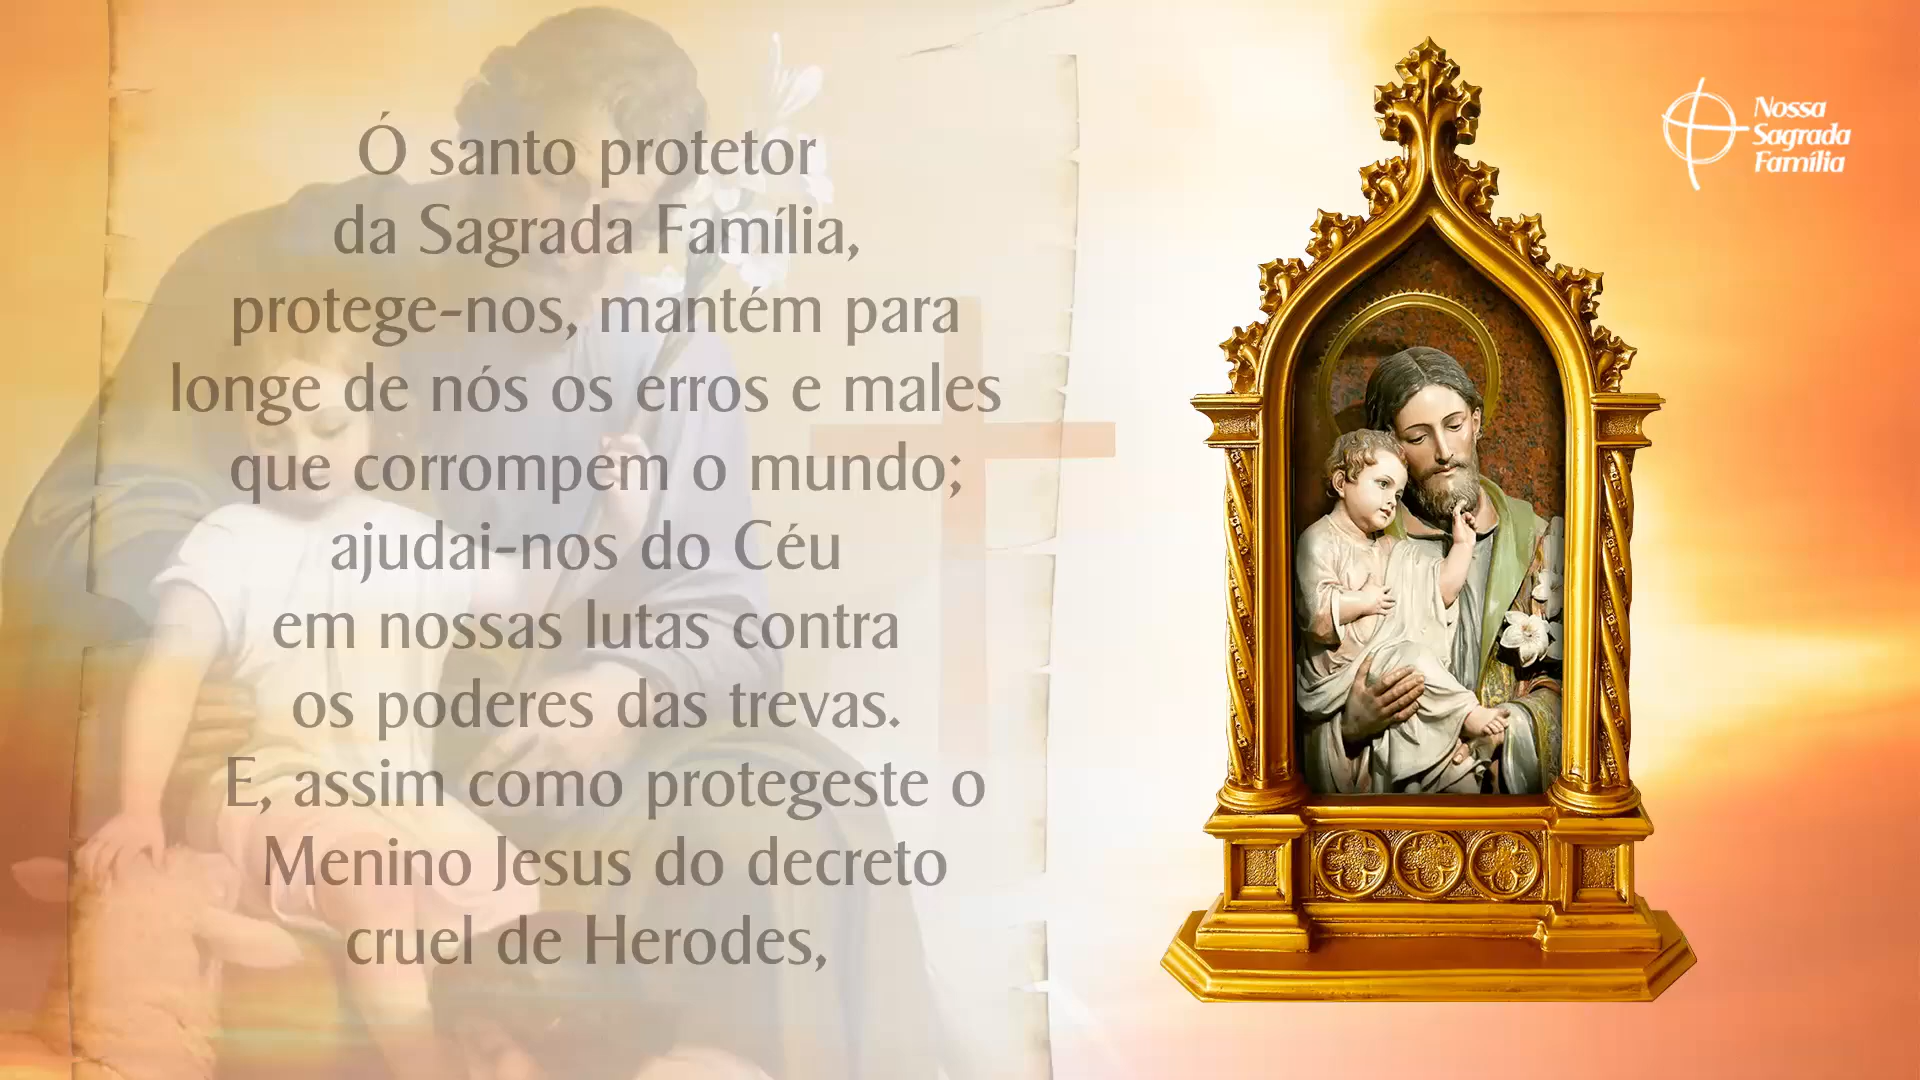 Ó santo protetor
da Sagrada Família,
protege-nos, mantém para
longe de nós os erros e males
que corrompem o mundo;
ajudai-nos do Céu
em nossas lutas contra
os poderes das trevas.
E, assim como protegeste o
Menino Jesus do decreto
cruel de Herodes,
Nossa
Sagrada
Família